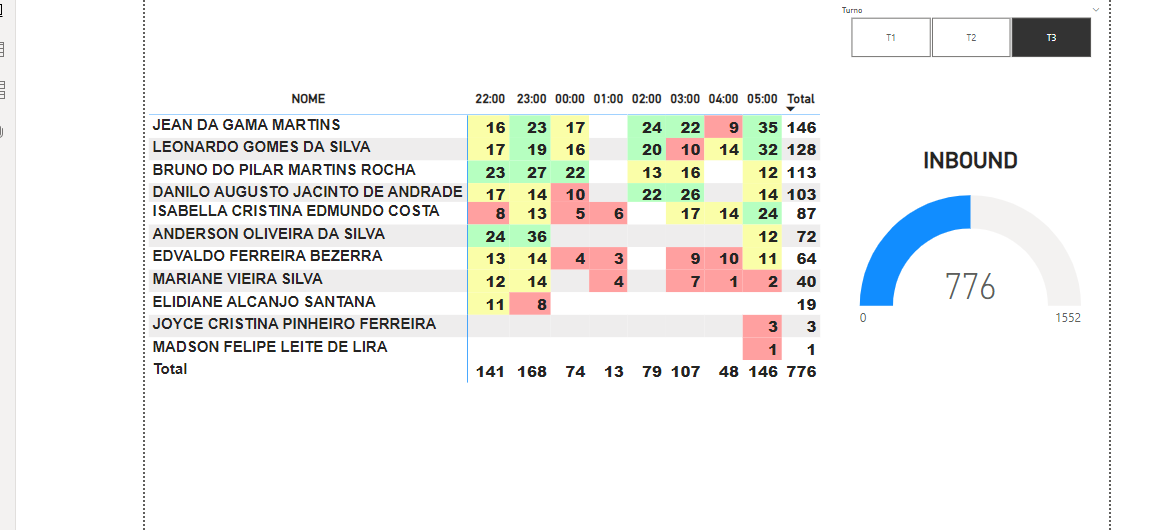 Turno
T1 T2 T3
NOME 22:00 23:00 00:00 01:00 02:00 03:00 04:00 05:00 Total
JEAN DA GAMA MARTINS 16 23 17 24 22 9 35 146
LEONARDO GOMES DA SILVA 17 19 16 20 10 14 32 128
BRUNO DO PILAR MARTINS ROCHA 23 27 22 13 16 12 113
DANILO AUGUSTO JACINTO DE ANDRADE 17 14 10 22 26 14 103
ISABELLA CRISTINA EDMUNDO COSTA 8 13 5 6 17 14 24 87
ANDERSON OLIVEIRA DA SILVA 24 36 12 72
EDVALDO FERREIRA BEZERRA 13 14 4 3 9 10 11 64
MARIANE VIEIRA SILVA 12 14 4 7 1 2 40
ELIDIANE ALCANJO SANTANA 11 8 19
JOYCE CRISTINA PINHEIRO FERREIRA 3 3
MADSON FELIPE LEITE DE LIRA 1 1
Total 141 168 74 13 79 107 48 146 776
INBOUND
776
0 1552